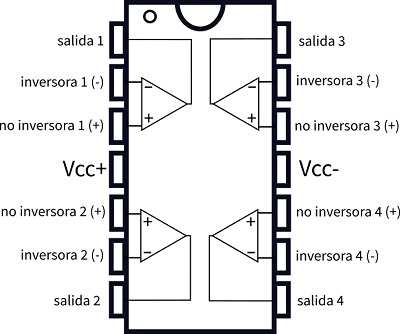 salida 1
salida 3
inversora 1 (-)
inversora 3 (-)
no inversora 1 (+)
no inversora 3 (+)
Vcc+
Vcc-
no inversora 2 (+)
no inversora 4 (+)
inversora 2 (-)
inversora 4 (-)
salida 2
salida 4